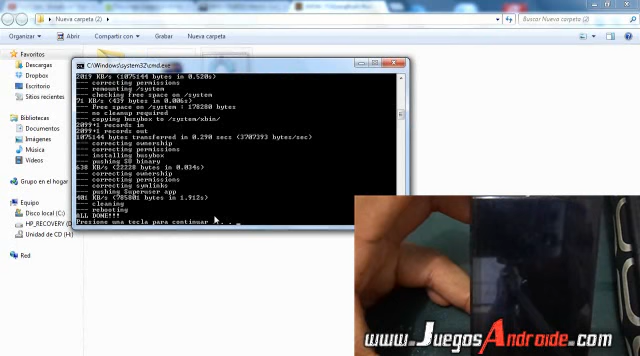 Nueva carpeta (2)
Buscar Nueva carpeta (2)
Organizar
Abrir
Compartir con
Grabar
Nueva carpeta
Favoritos
Descargas
Dropbox
Escritorio
Sitios recientes
Bibliotecas
Documentos
Imágenes
Música
Vídeos
Grupo en el hogar
Disco local (C:)
HP_RECOVERY (D:)
Unidad de CD (H:)
Red
C:\Windows\system32\cmd.exe
2019 KB/s (1075144 bytes in 0.520s)
--- correcting permissions
--- remounting /system
--- checking free space on /system
71 KB/s (439 bytes in 0.006s)
--- Free space on /system : 178280 bytes
--- no cleanup required
--- copying busybox to /system/xbin/
2099+1 records in
2099+1 records out
1075144 bytes transferred in 0.290 secs (3707393 bytes/sec)
--- correcting ownership
--- correcting permissions
--- installing busybox
--- pushing SU binary
638 KB/s (22228 bytes in 0.034s)
--- correcting ownership
--- correcting permissions
--- correcting symlinks
--- pushing Superuser app
401 KB/s (785801 bytes in 1.912s)
--- cleaning
--- rebooting
ALL DONE!!!
Presione una tecla para continuar . . .
www.JuegosAndroide.com